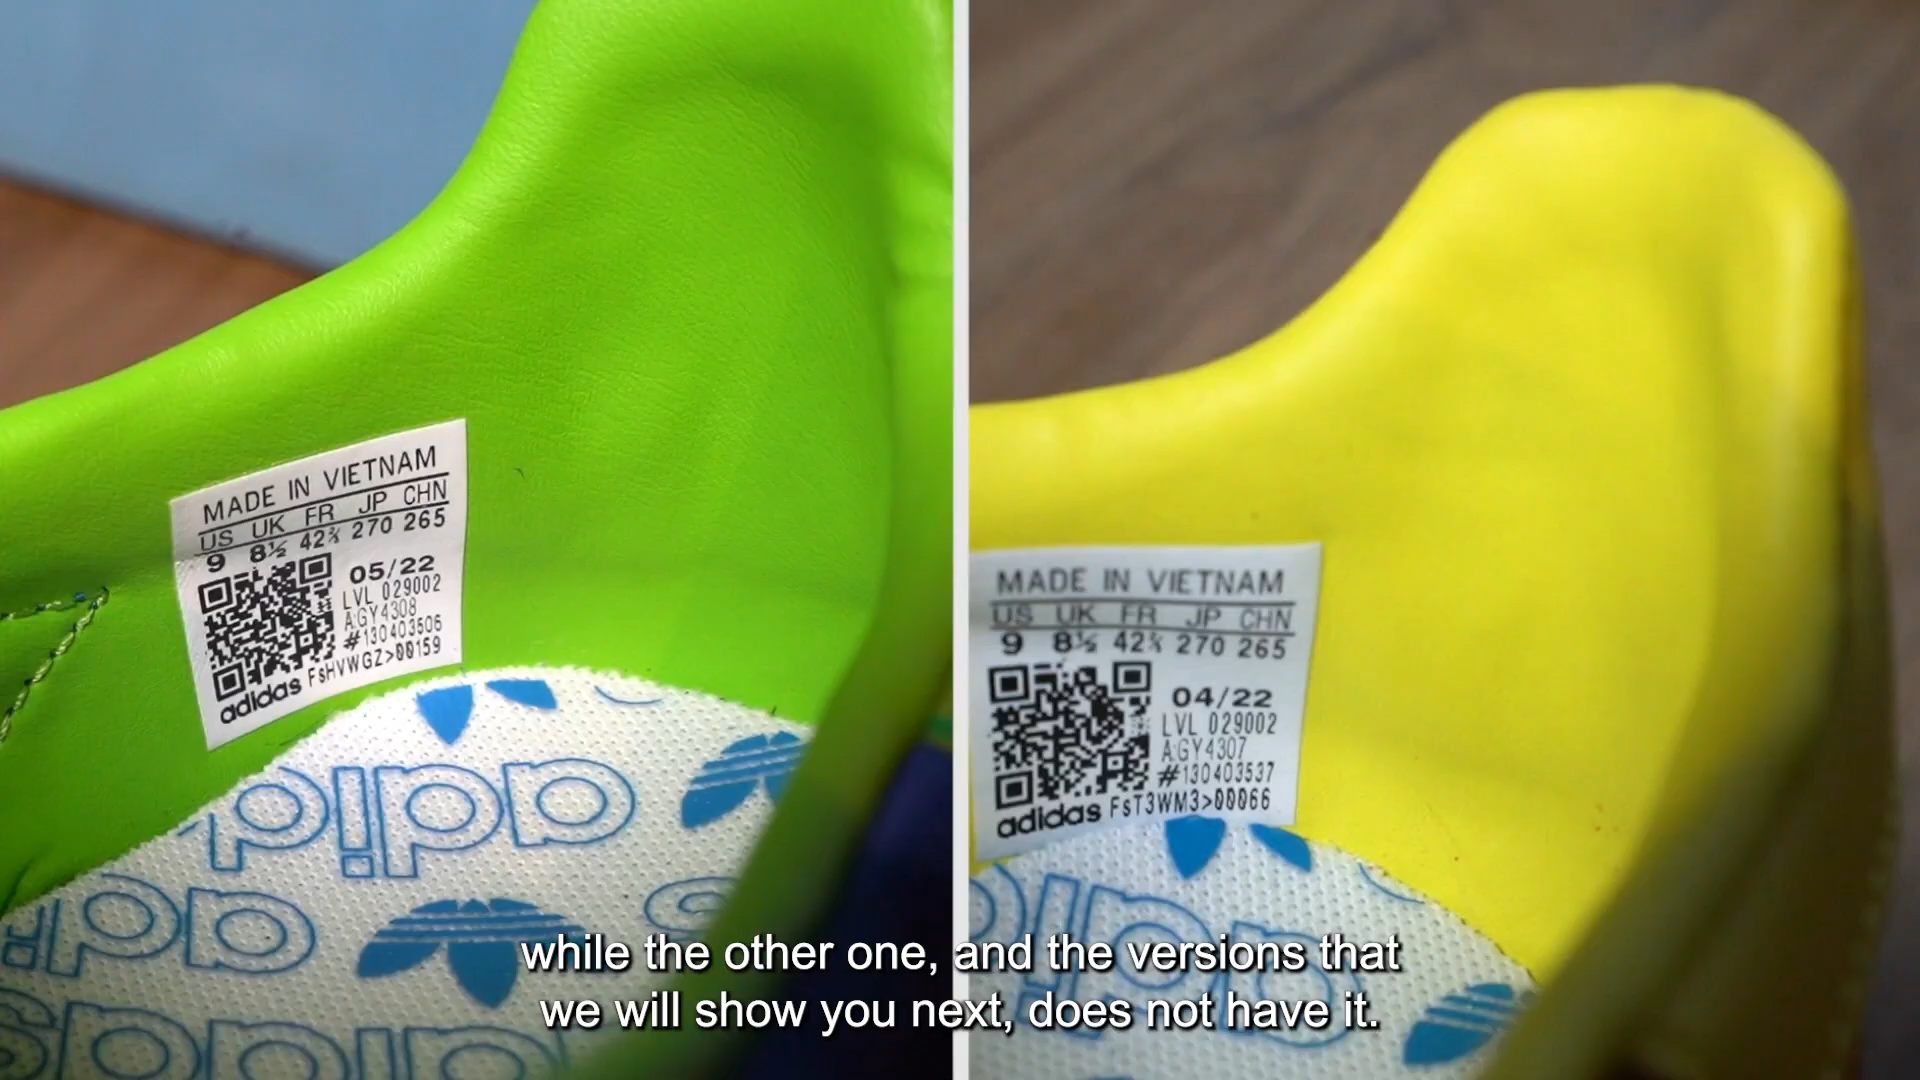 MADE IN VIETNAM
US UK FR JP CHN
9 8½ 42⅔ 270 265
05/22
LVL 029002
A:GY4308
#130403506
adidas FsHVWGZ>00159
adidas
adidas
adidas
MADE IN VIETNAM
US UK FR JP CHN
9 8½ 42⅔ 270 265
04/22
LVL 029002
A:GY4307
#130403537
adidas FsT3WM3>00066
while the other one, and the versions that
we will show you next, does not have it.